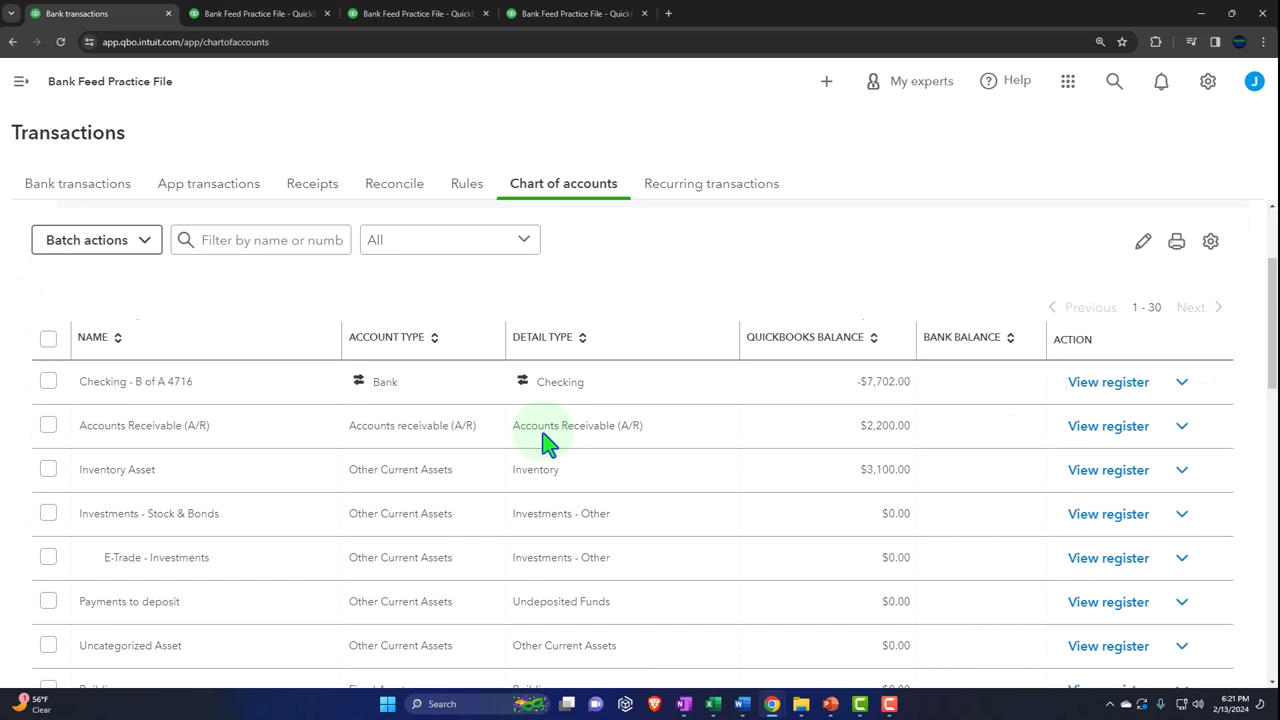 Bank transactions
Bank Feed Practice File - Quick
Bank Feed Practice File - Quick
Bank Feed Practice File - Quick
app.qbo.intuit.com/app/chartofaccounts
Bank Feed Practice File
My experts
Help
J
Transactions
Bank transactions App transactions Receipts Reconcile Rules Chart of accounts Recurring transactions
Batch actions
Filter by name or numb
All
Previous 1 - 30 Next
NAME ACCOUNT TYPE DETAIL TYPE QUICKBOOKS BALANCE BANK BALANCE ACTION
Checking - B of A 4716 Bank Checking -$7,702.00 View register
Accounts Receivable (A/R) Accounts receivable (A/R) Accounts Receivable (A/R) $2,200.00 View register
Inventory Asset Other Current Assets Inventory $3,100.00 View register
Investments - Stock & Bonds Other Current Assets Investments - Other $0.00 View register
E-Trade - Investments Other Current Assets Investments - Other $0.00 View register
Payments to deposit Other Current Assets Undeposited Funds $0.00 View register
Uncategorized Asset Other Current Assets Other Current Assets $0.00 View register
56°F
Clear
Search
6:21 PM
2/13/2024